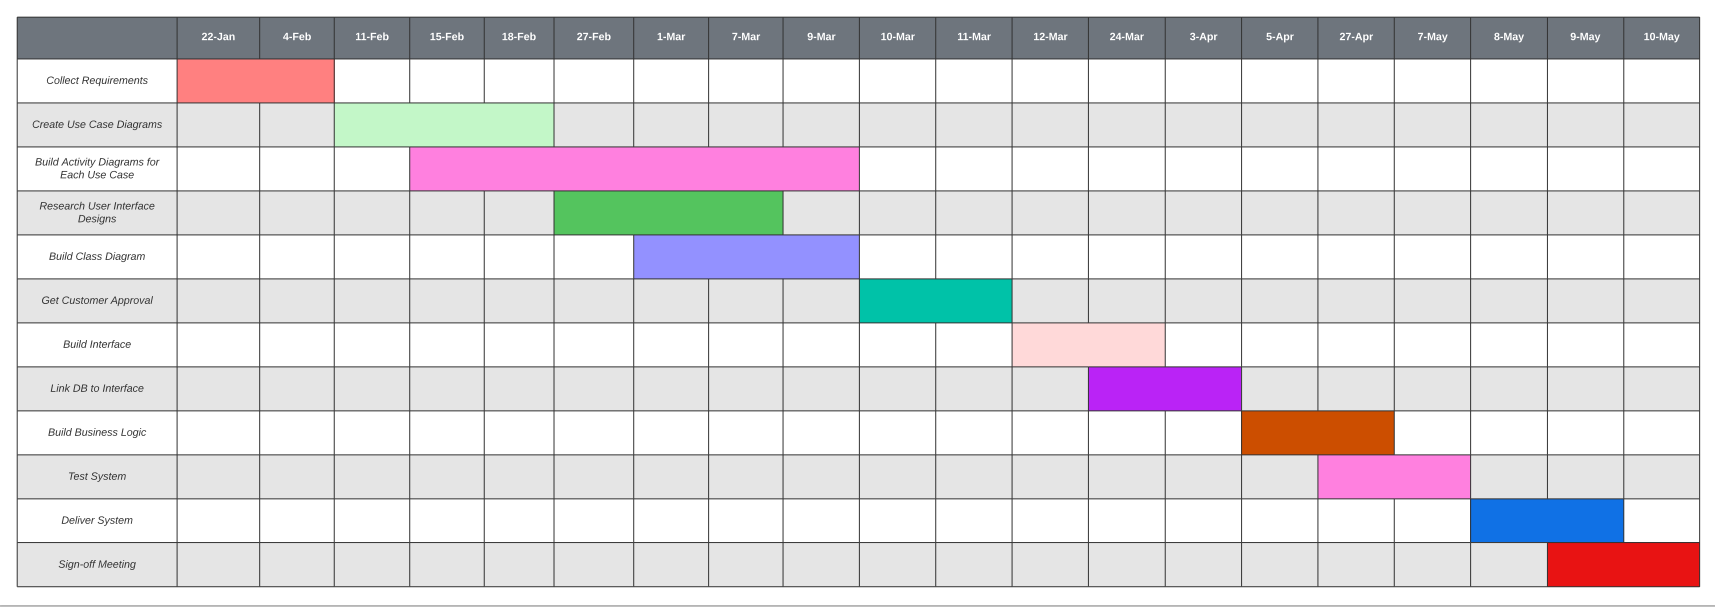 22-Jan 4-Feb 11-Feb 15-Feb 18-Feb 27-Feb 1-Mar 7-Mar 9-Mar 10-Mar 11-Mar 12-Mar 24-Mar 3-Apr 5-Apr 27-Apr 7-May 8-May 9-May 10-May
Collect Requirements
Create Use Case Diagrams
Build Activity Diagrams for
Each Use Case
Research User Interface
Designs
Build Class Diagram
Get Customer Approval
Build Interface
Link DB to Interface
Build Business Logic
Test System
Deliver System
Sign-off Meeting